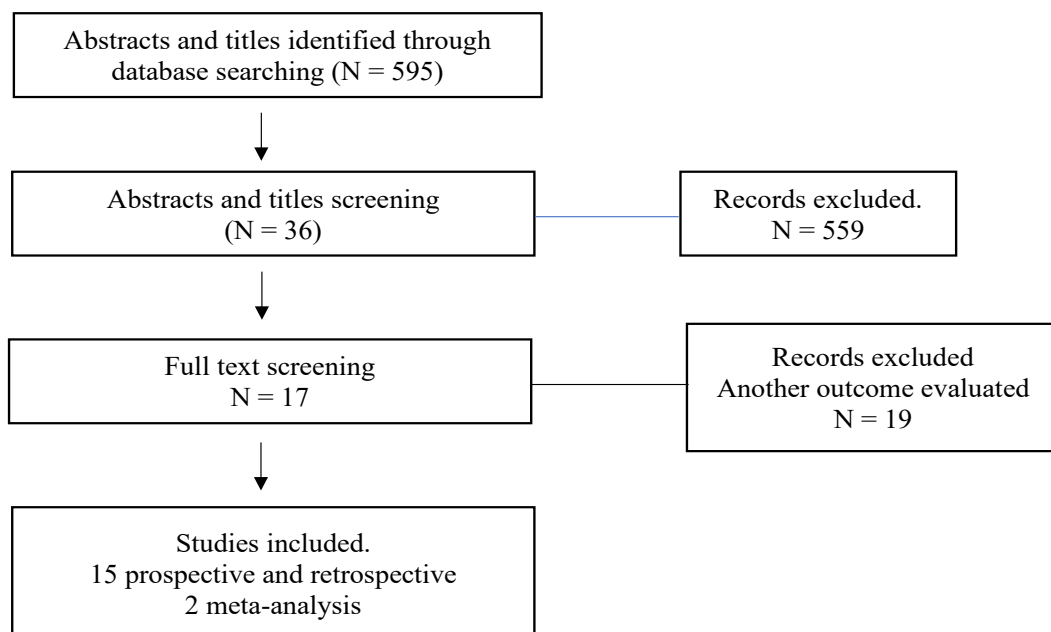 Abstracts and titles identified through
database searching (N = 595)
Abstracts and titles screening
(N = 36)
Records excluded.
N = 559
Full text screening
N = 17
Records excluded
Another outcome evaluated
N = 19
Studies included.
15 prospective and retrospective
2 meta-analysis